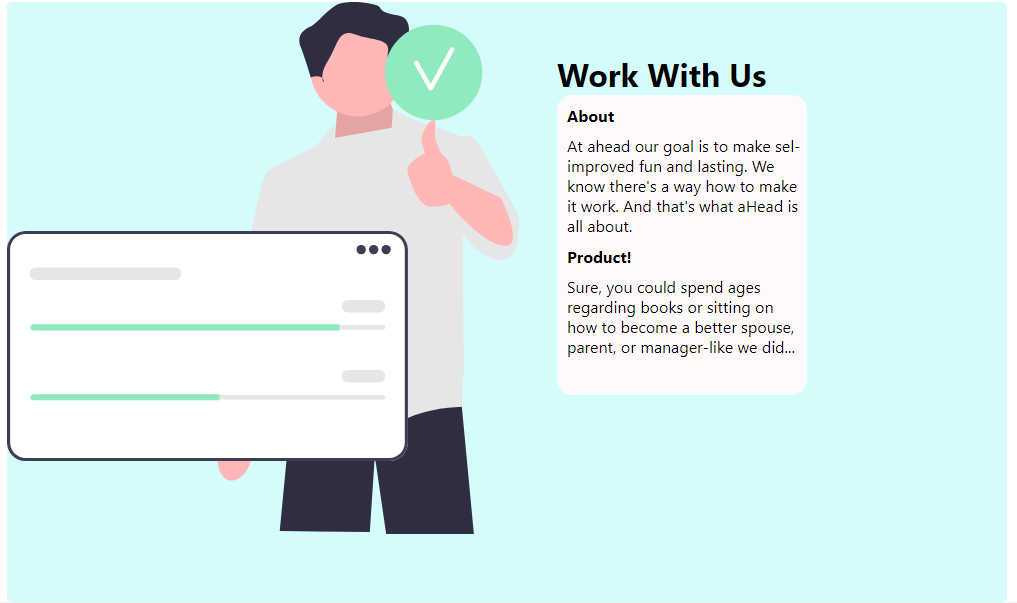 Work With Us
About
At ahead our goal is to make sel-
improved fun and lasting. We
know there's a way how to make
it work. And that's what aHead is
all about.
Product!
Sure, you could spend ages
regarding books or sitting on
how to become a better spouse,
parent, or manager-like we did...